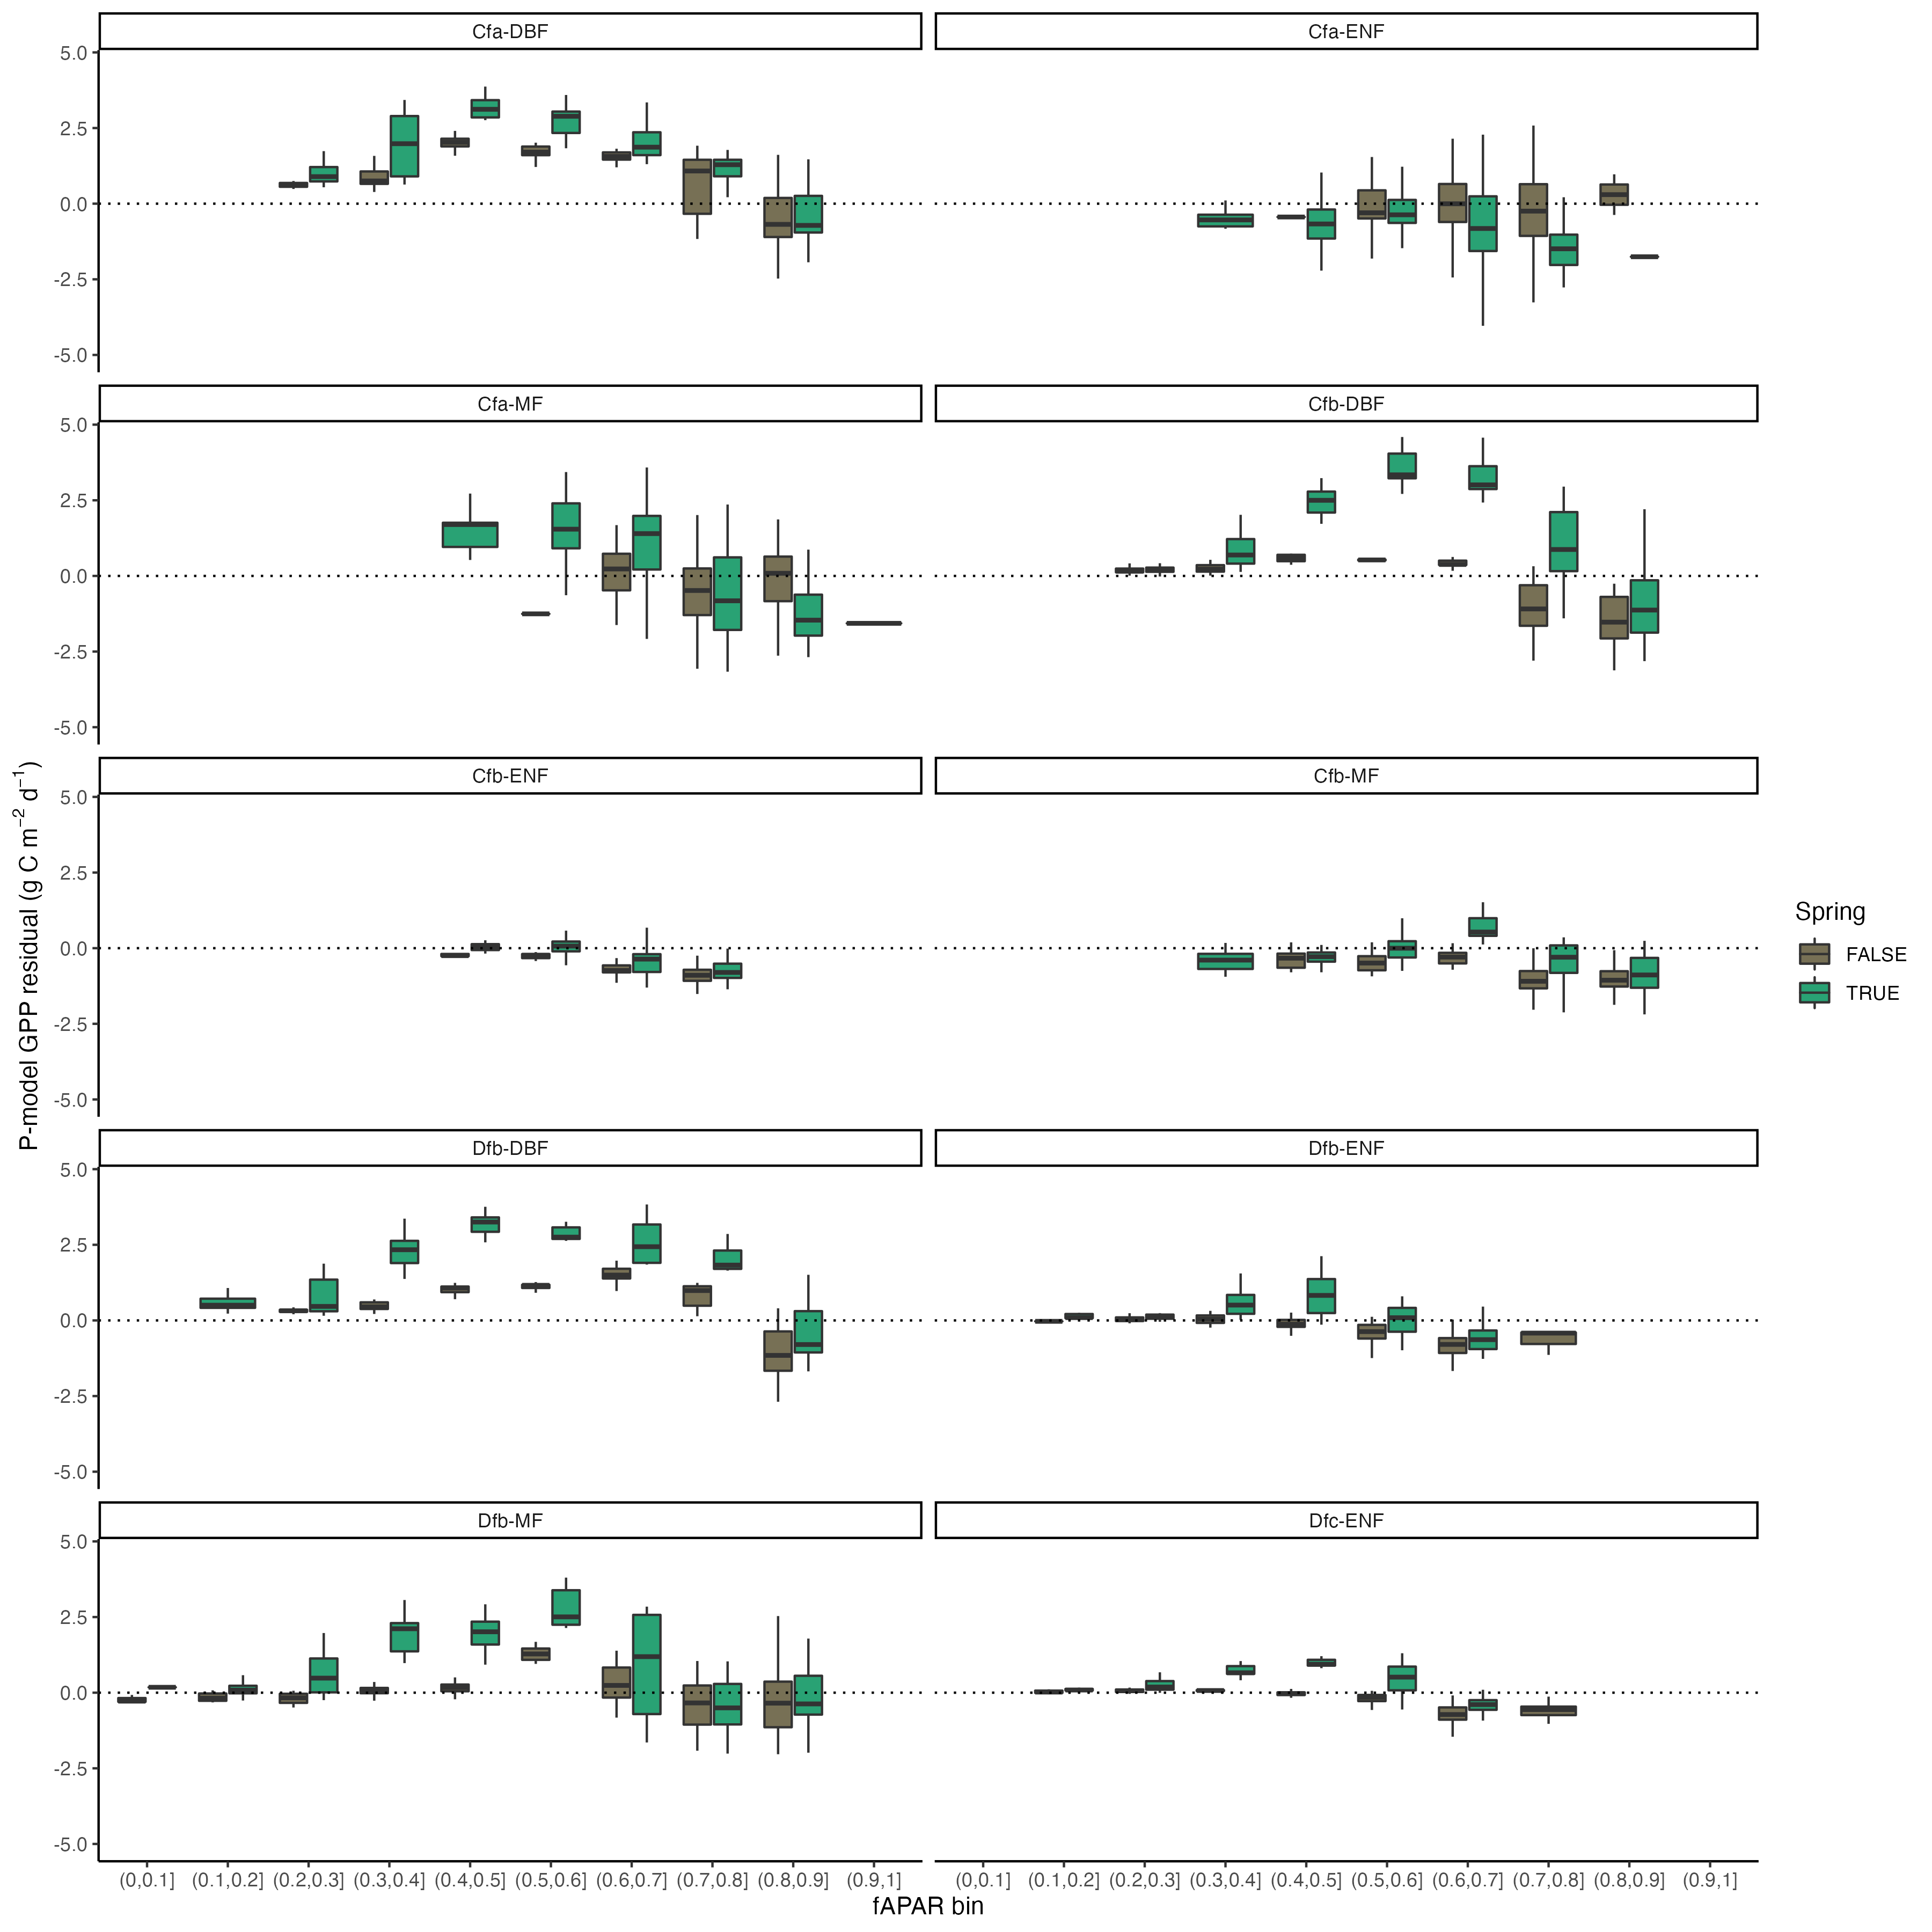 Cfa-DBF
Cfa-ENF
5.0
2.5
0.0
-2.5
-5.0
Cfa-MF
Cfb-DBF
5.0
2.5
0.0
-2.5
-5.0
Cfb-ENF
Cfb-MF
5.0
2.5
0.0
-2.5
-5.0
Dfb-DBF
Dfb-ENF
5.0
2.5
0.0
-2.5
-5.0
Dfb-MF
Dfc-ENF
5.0
2.5
0.0
-2.5
-5.0
(0,0.1] (0.1,0.2] (0.2,0.3] (0.3,0.4] (0.4,0.5] (0.5,0.6] (0.6,0.7] (0.7,0.8] (0.8,0.9] (0.9,1]
(0,0.1] (0.1,0.2] (0.2,0.3] (0.3,0.4] (0.4,0.5] (0.5,0.6] (0.6,0.7] (0.7,0.8] (0.8,0.9] (0.9,1]
fAPAR bin
P-model GPP residual (g C m⁻² d⁻¹)
Spring
FALSE
TRUE